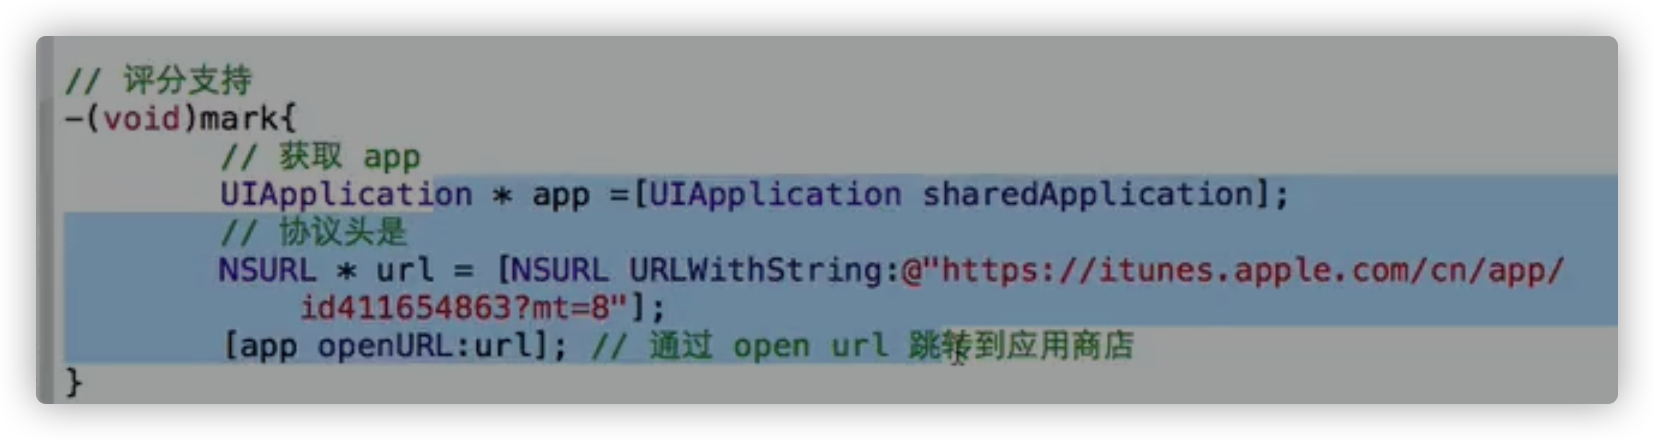 // 评分支持
-(void)mark{
// 获取 app
UIApplication * app =[UIApplication sharedApplication];
// 协议头是
NSURL * url = [NSURL URLWithString:@"https://itunes.apple.com/cn/app/
id411654863?mt=8"];
[app openURL:url]; // 通过 open url 跳转到应用商店
}